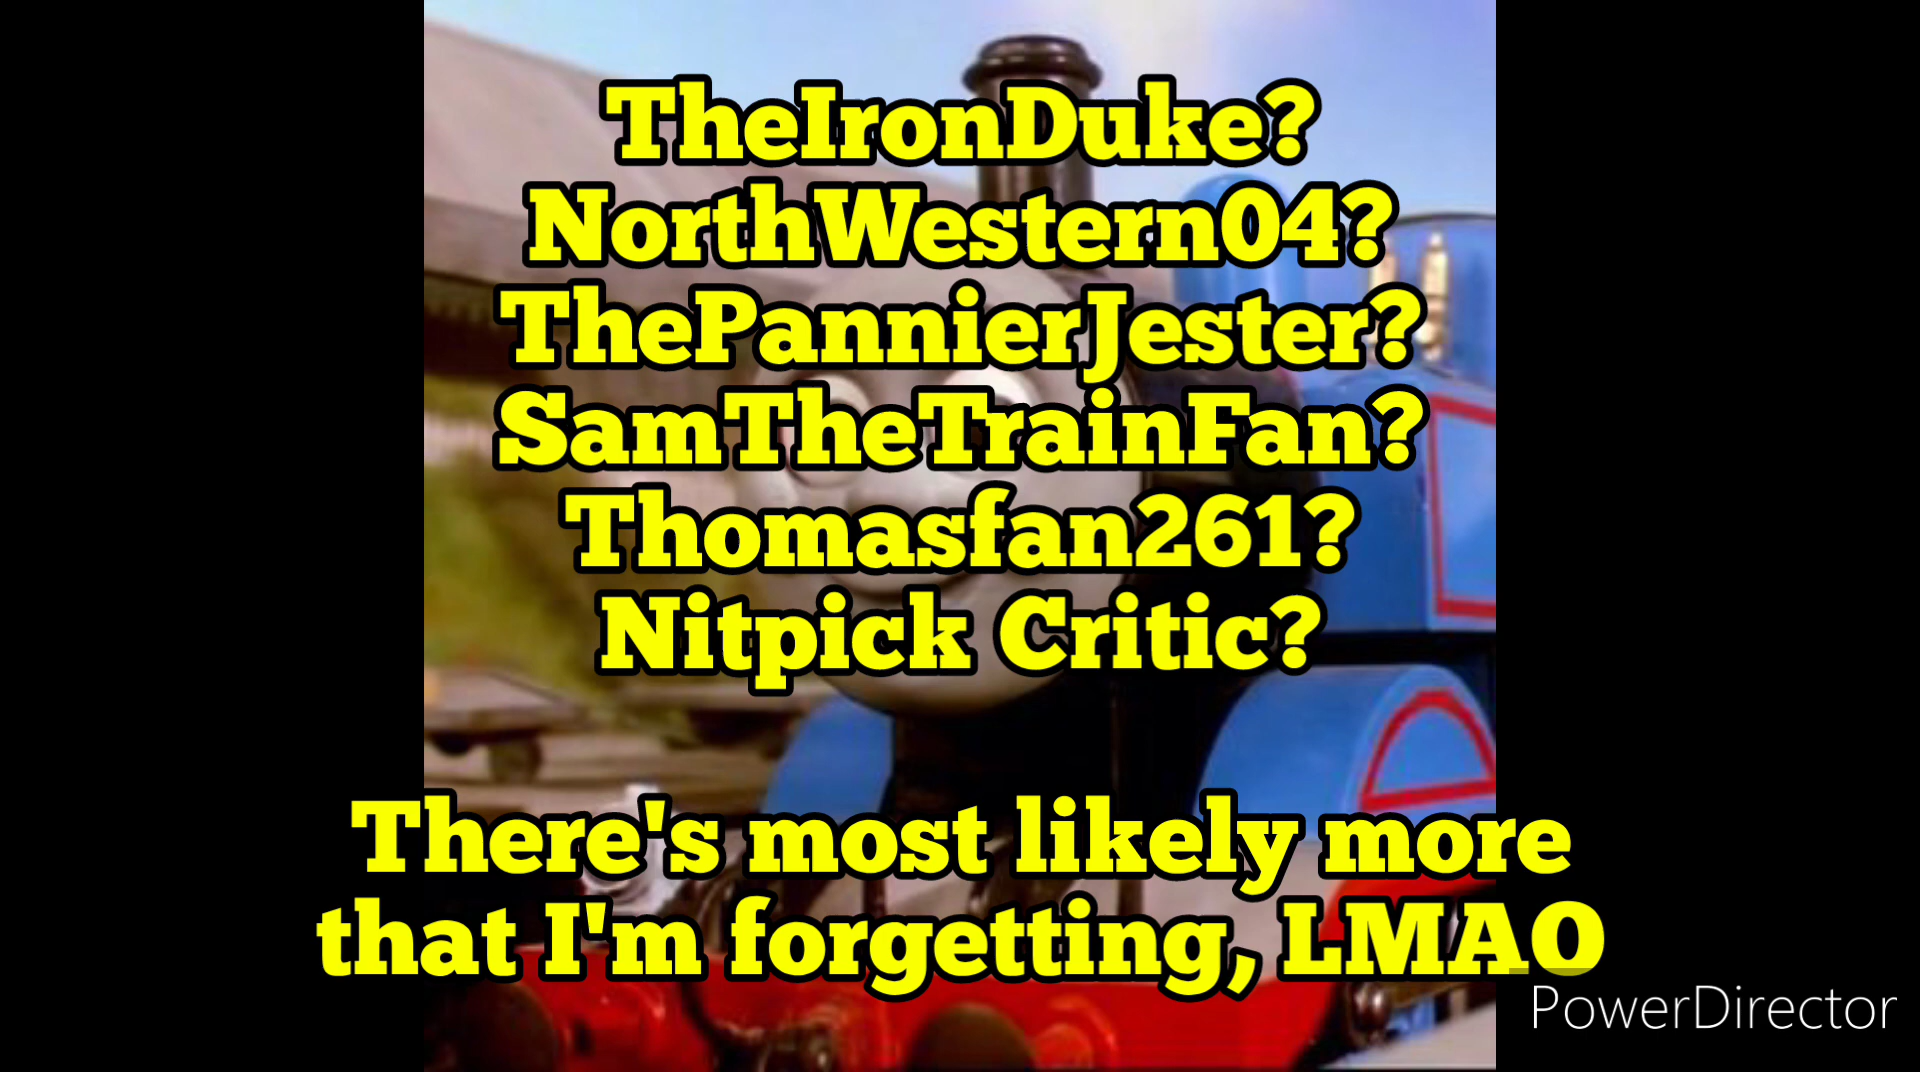 TheIronDuke?
NorthWestern04?
ThePannierJester?
SamTheTrainFan?
Thomasfan261?
Nitpick Critic?
There's most likely more
that I'm forgetting, LMAO
PowerDirector